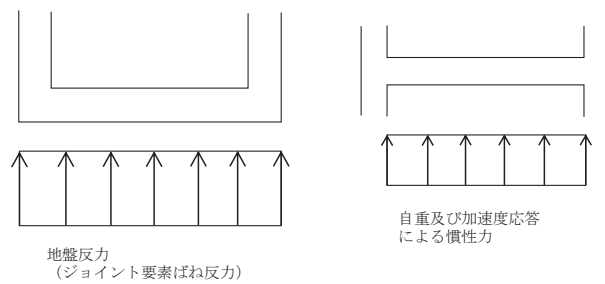 地盤反力
（ジョイント要素ばね反力）
自重及び加速度応答
による慣性力